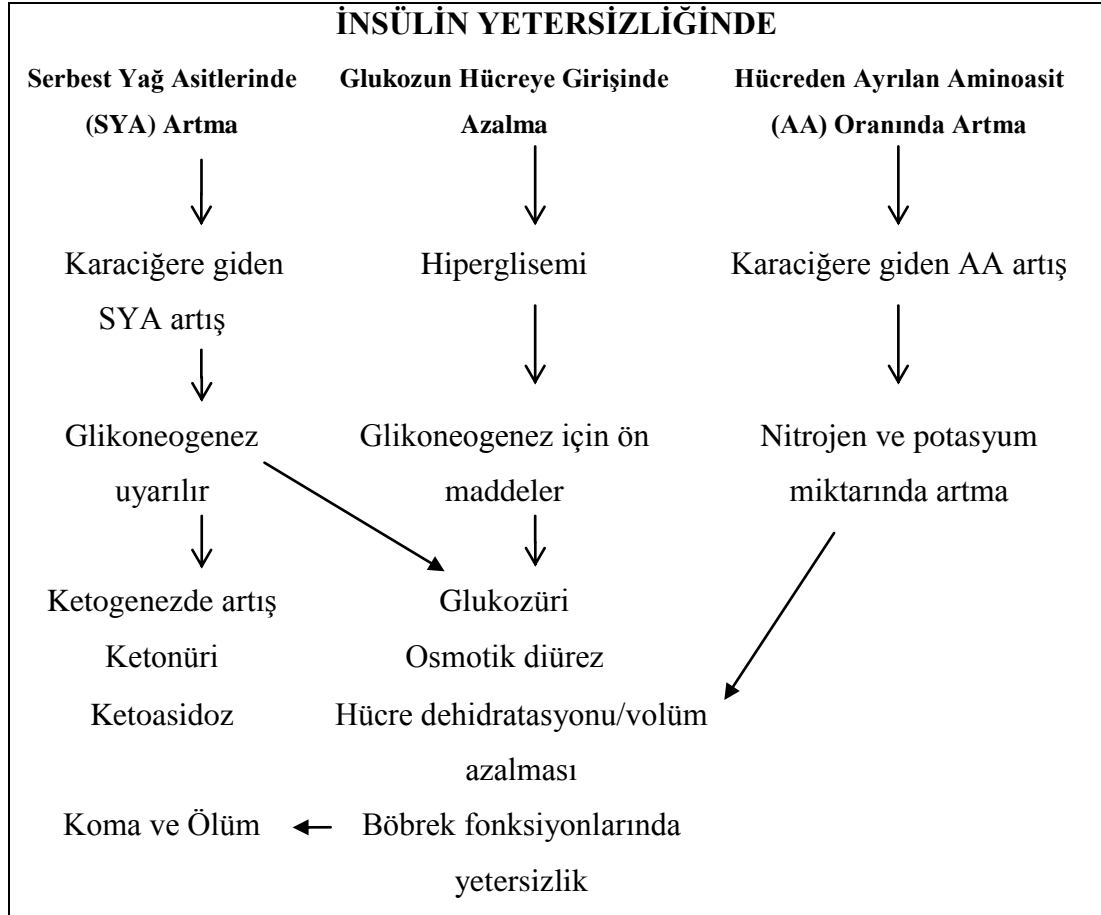 İNSÜLİN YETERSİZLİĞİNDE
Serbest Yağ Asitlerinde
(SYA) Artma
Glukozun Hücreye Girişinde
Azalma
Hücreden Ayrılan Aminoasit
(AA) Oranında Artma
Karaciğere giden
SYA artış
Hiperglisemi
Karaciğere giden AA artış
Glikoneogenez
uyarılır
Glikoneogenez için ön
maddeler
Nitrojen ve potasyum
miktarında artma
Ketogenezde artış
Ketonüri
Ketoasidoz
Glukozüri
Osmotik diürez
Hücre dehidratasyonu/volüm
azalması
Koma ve Ölüm
Böbrek fonksiyonlarında
yetersizlik